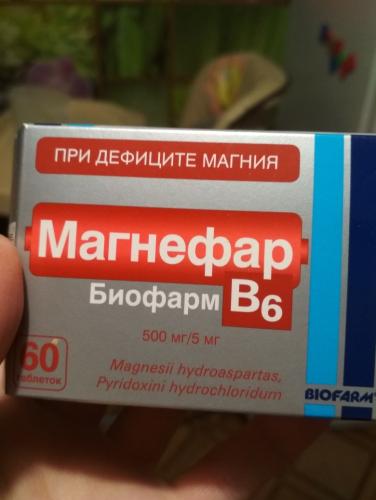 ПРИ ДЕФИЦИТЕ МАГНИЯ
Магнефар
Биофарм B6
500 мг/5 мг
60
таблеток
Magnesii hydroaspartas,
Pyridoxini hydrochloridum
BIOFARM